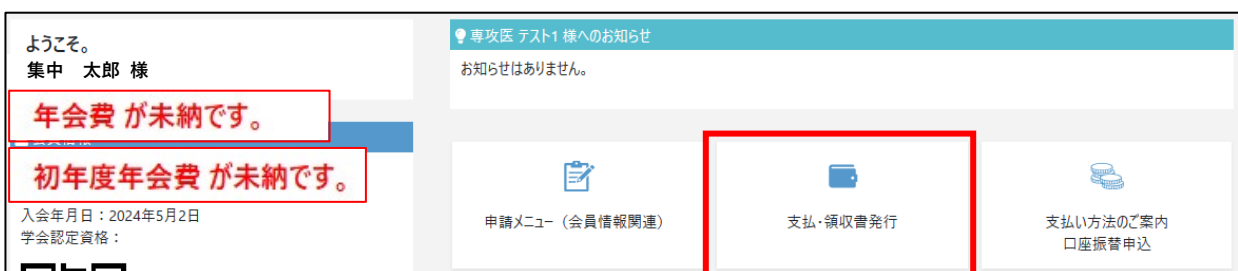 ようこそ。
集中　太郎 様
年会費 が未納です。
初年度年会費 が未納です。
入会年月日：2024年5月2日
学会認定資格：
専攻医 テスト1 様へのお知らせ
お知らせはありません。
申請メニュー（会員情報関連）
支払・領収書発行
支払い方法のご案内
口座振替申込